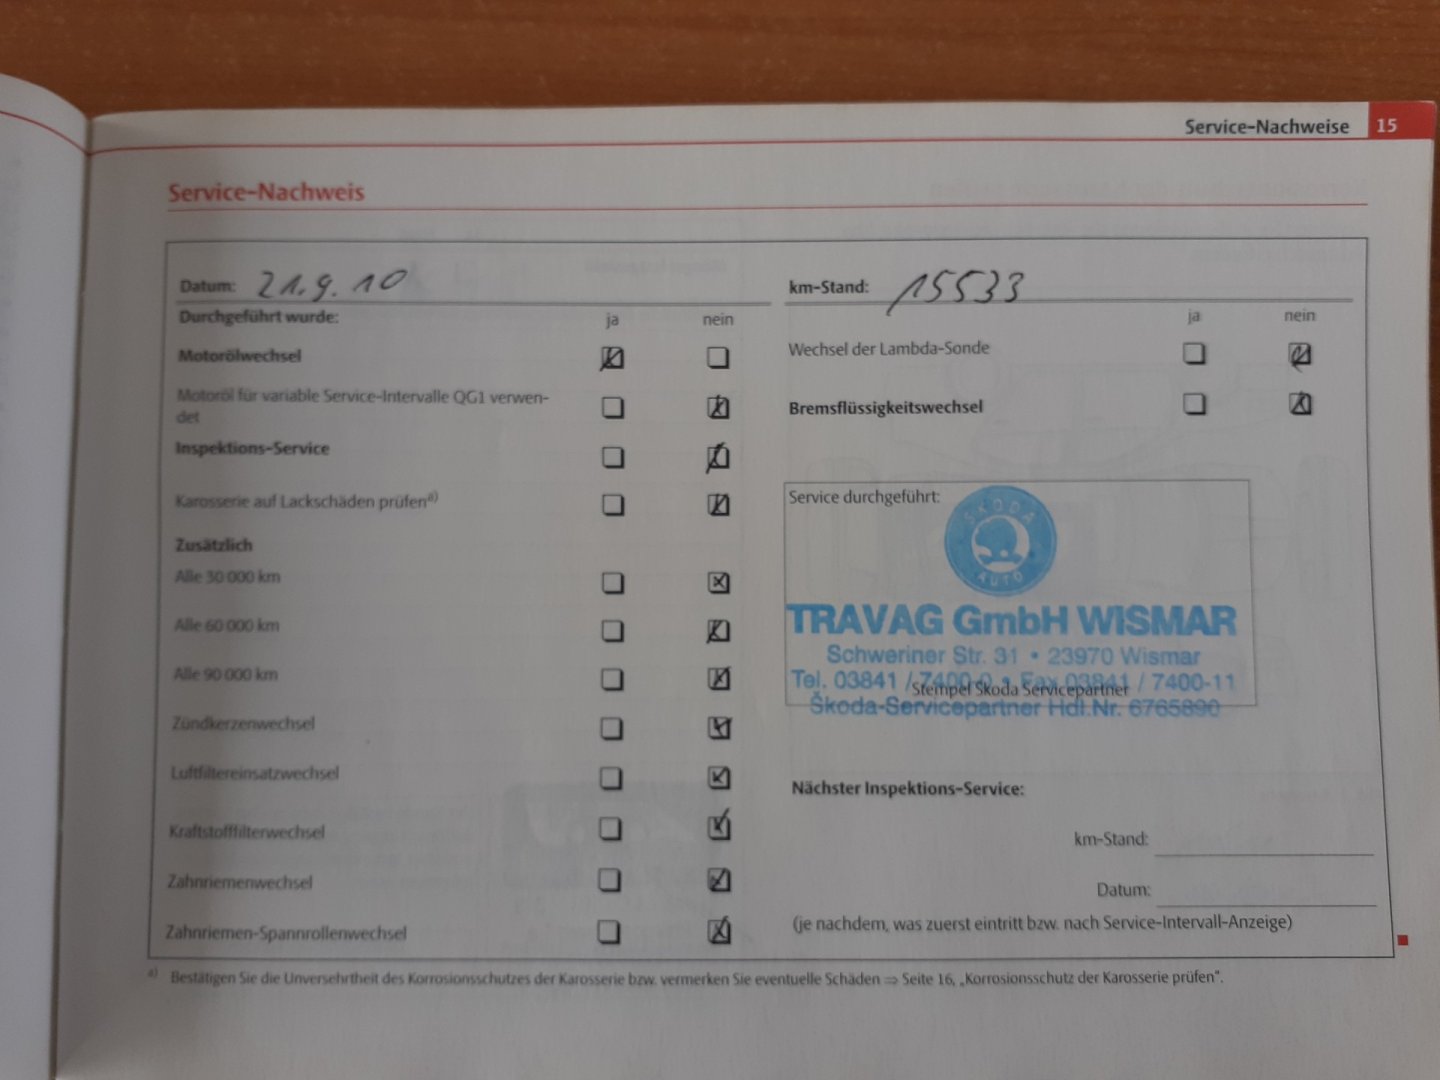 Service-Nachweise 15
Service-Nachweis
Datum: 21.9.10
km-Stand: 15533
Durchgeführt wurde: ja nein
Motorölwechsel
Motoröl für variable Service-Intervalle QG1 verwen-
det
Inspektions-Service
Karosserie auf Lackschäden prüfen a)
Zusätzlich
Alle 30 000 km
Alle 60 000 km
Alle 90 000 km
Zündkerzenwechsel
Luftfiltereinsatzwechsel
Kraftstofffilterwechsel
Zahnriemenwechsel
Zahnriemen-Spannrollenwechsel
ja nein
Wechsel der Lambda-Sonde
Bremsflüssigkeitswechsel
Service durchgeführt:
SKODA
AUTO
TRAVAG GmbH WISMAR
Schweriner Str. 31 • 23970 Wismar
Tel. 03841 / 7400-0 • Fax 03841 / 7400-11
Stempel Skoda Servicepartner
Škoda-Servicepartner Hdl.Nr. 6765890
Nächster Inspektions-Service:
km-Stand:
Datum:
(je nachdem, was zuerst eintritt bzw. nach Service-Intervall-Anzeige)
a) Bestätigen Sie die Unversehrtheit des Korrosionsschutzes der Karosserie bzw. vermerken Sie eventuelle Schäden ⇒ Seite 16, „Korrosionsschutz der Karosserie prüfen".